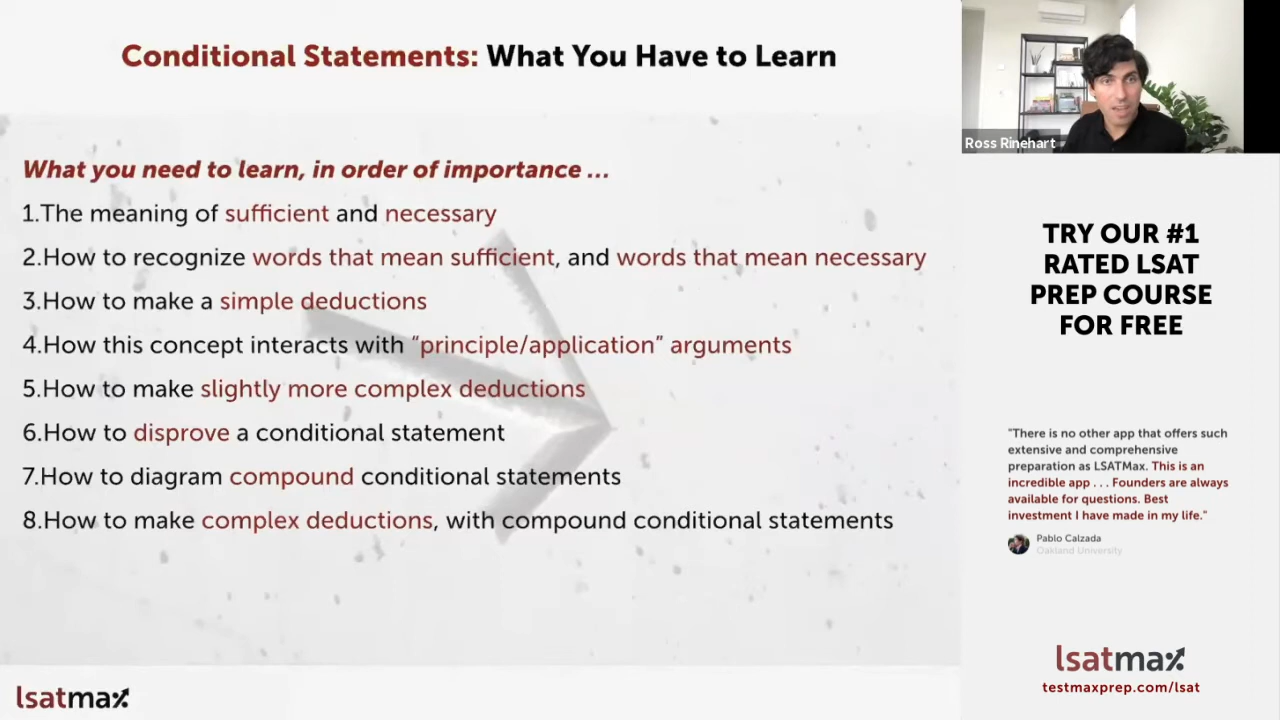 Conditional Statements: What You Have to Learn
What you need to learn, in order of importance ...
1.The meaning of sufficient and necessary
2.How to recognize words that mean sufficient, and words that mean necessary
3.How to make a simple deductions
4.How this concept interacts with “principle/application” arguments
5.How to make slightly more complex deductions
6.How to disprove a conditional statement
7.How to diagram compound conditional statements
8.How to make complex deductions, with compound conditional statements
lsatmax
Ross Rinehart
TRY OUR #1
RATED LSAT
PREP COURSE
FOR FREE
"There is no other app that offers such
extensive and comprehensive
preparation as LSATMax. This is an
incredible app . . . Founders are always
available for questions. Best
investment I have made in my life."
Pablo Calzada
Oakland University
lsatmax
testmaxprep.com/lsat